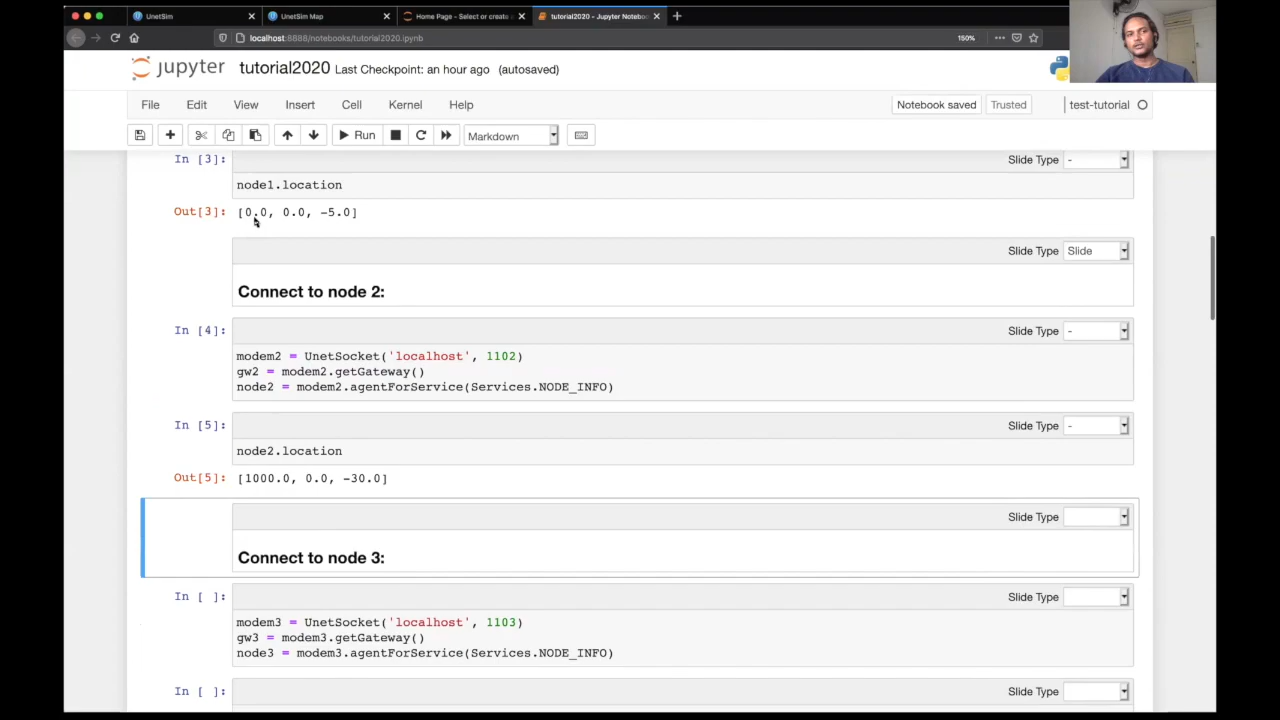 UnetSim
UnetSim Map
Home Page - Select or create a
tutorial2020 - Jupyter Notebook
localhost:8888/notebooks/tutorial2020.ipynb
150%
jupyter tutorial2020 Last Checkpoint: an hour ago (autosaved)
File Edit View Insert Cell Kernel Help
Notebook saved Trusted test-tutorial
Run Markdown
In [3]: Slide Type -
node1.location
Out[3]: [0.0, 0.0, -5.0]
Slide Type Slide
Connect to node 2:
In [4]: Slide Type -
modem2 = UnetSocket('localhost', 1102)
gw2 = modem2.getGateway()
node2 = modem2.agentForService(Services.NODE_INFO)
In [5]: Slide Type -
node2.location
Out[5]: [1000.0, 0.0, -30.0]
Slide Type
Connect to node 3:
In [ ]: Slide Type
modem3 = UnetSocket('localhost', 1103)
gw3 = modem3.getGateway()
node3 = modem3.agentForService(Services.NODE_INFO)
In [ ]: Slide Type